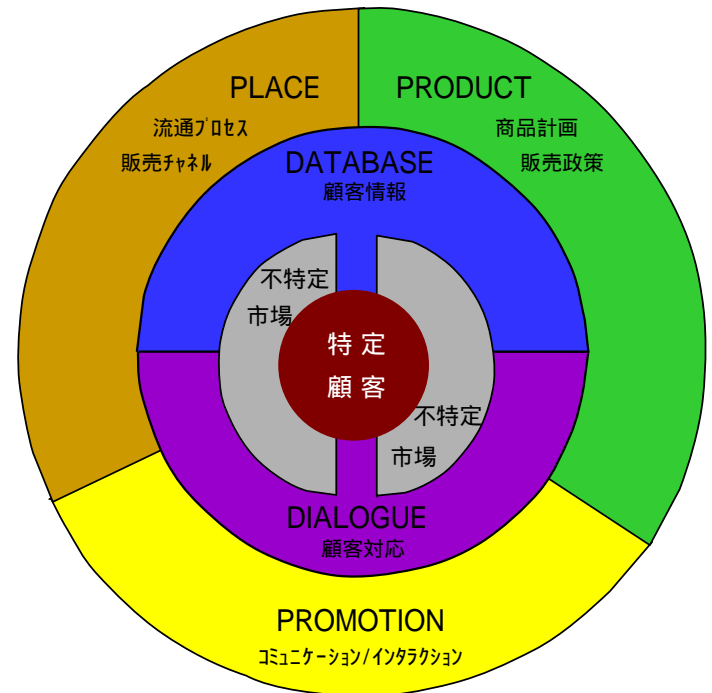 PLACE
流通ﾌﾟﾛｾｽ
販売ﾁｬﾈﾙ
PRODUCT
商品計画
販売政策
DATABASE
顧客情報
不特定
市場
特定
顧客
不特定
市場
DIALOGUE
顧客対応
PROMOTION
ｺﾐｭﾆｹｰｼｮﾝ/ｲﾝﾀﾗｸｼｮﾝ